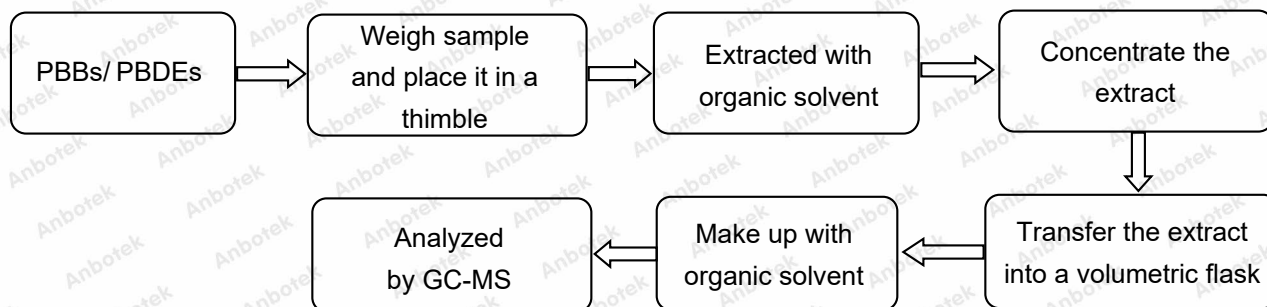 PBBs/ PBDEs
Weigh sample
and place it in a
thimble
Extracted with
organic solvent
Concentrate the
extract
Transfer the extract
into a volumetric flask
Make up with
organic solvent
Analyzed
by GC-MS
Anbotek